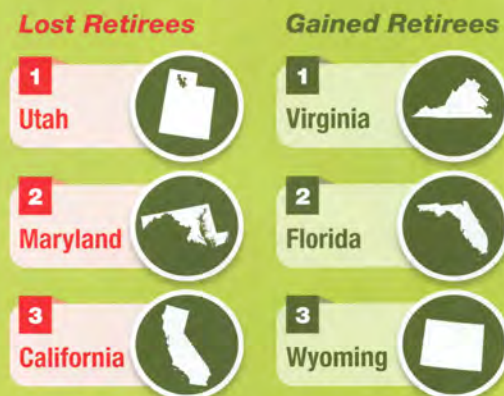 Lost Retirees
1
Utah
2
Maryland
3
California
Gained Retirees
1
Virginia
2
Florida
3
Wyoming